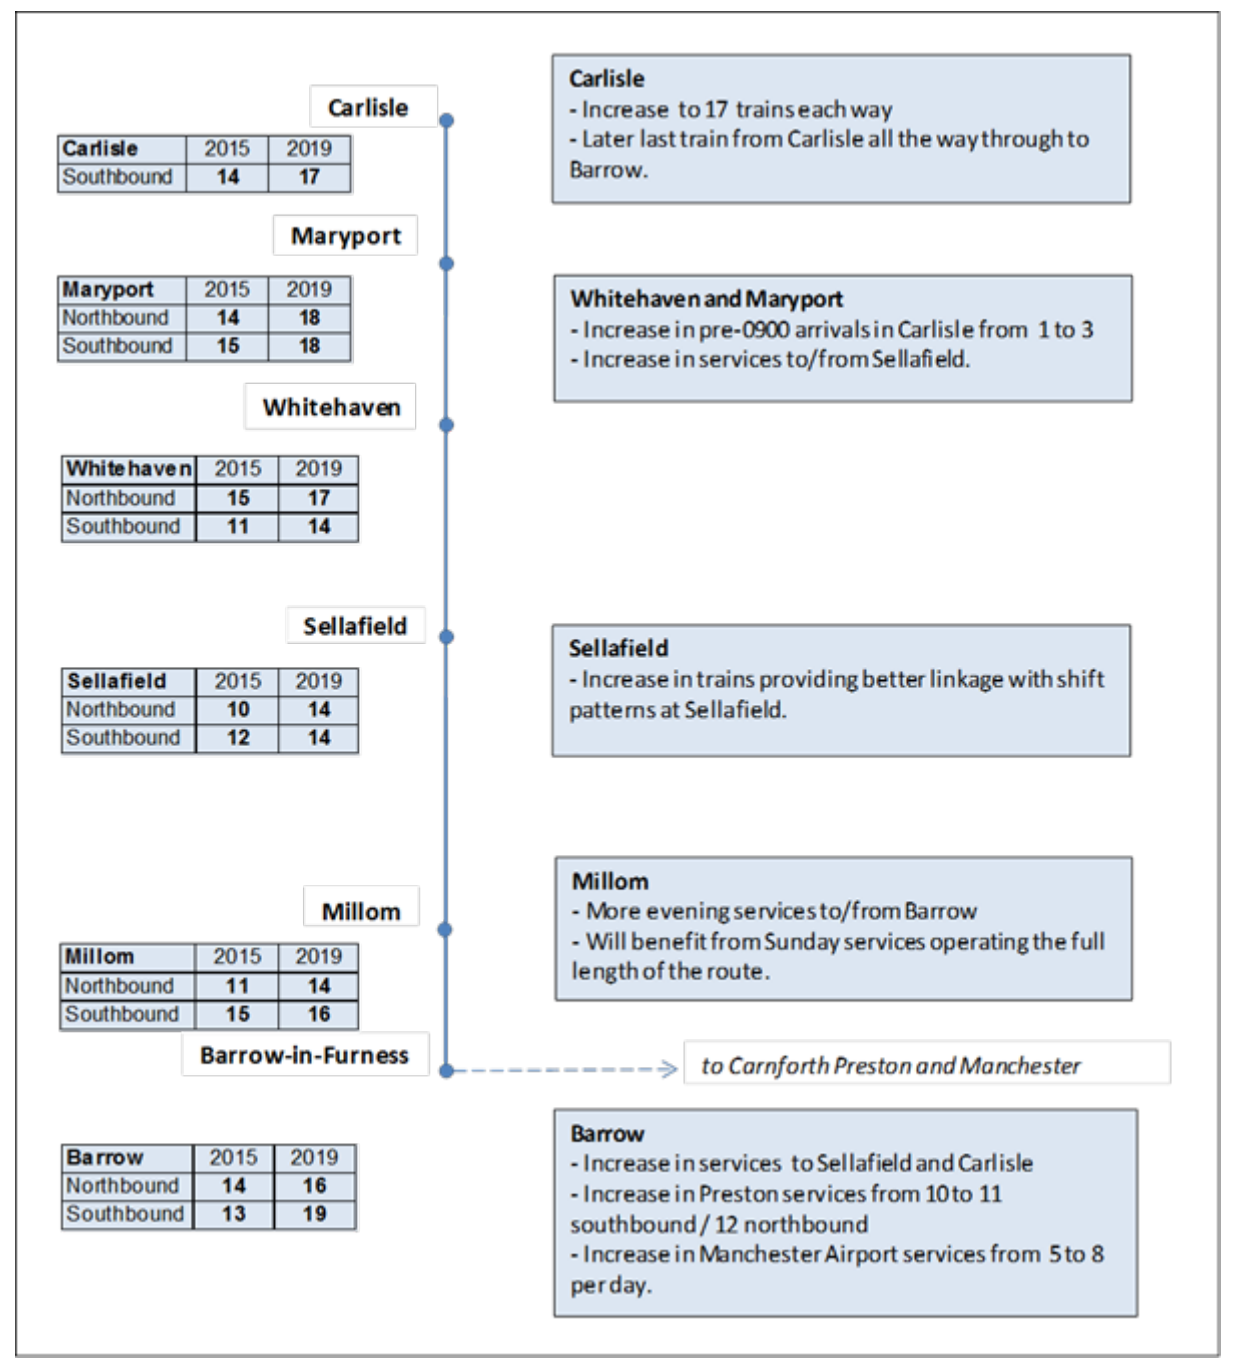 Carlisle
Carlisle 2015 2019
Southbound 14 17
Carlisle
- Increase to 17 trains each way
- Later last train from Carlisle all the way through to
Barrow.
Maryport
Maryport 2015 2019
Northbound 14 18
Southbound 15 18
Whitehaven and Maryport
- Increase in pre-0900 arrivals in Carlisle from 1 to 3
- Increase in services to/from Sellafield.
Whitehaven
Whitehaven 2015 2019
Northbound 15 17
Southbound 11 14
Sellafield
Sellafield 2015 2019
Northbound 10 14
Southbound 12 14
Sellafield
- Increase in trains providing better linkage with shift
patterns at Sellafield.
Millom
Millom 2015 2019
Northbound 11 14
Southbound 15 16
Millom
- More evening services to/from Barrow
- Will benefit from Sunday services operating the full
length of the route.
Barrow-in-Furness
to Carnforth Preston and Manchester
Barrow 2015 2019
Northbound 14 16
Southbound 13 19
Barrow
- Increase in services to Sellafield and Carlisle
- Increase in Preston services from 10 to 11
southbound / 12 northbound
- Increase in Manchester Airport services from 5 to 8
per day.